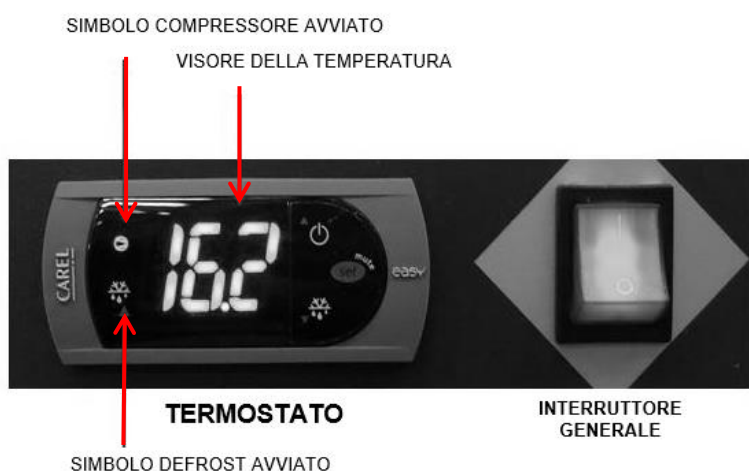 SIMBOLO COMPRESSORE AVVIATO
VISORE DELLA TEMPERATURA
CAREL
16.2
mute
set
easy
TERMOSTATO
INTERRUTTORE
GENERALE
SIMBOLO DEFROST AVVIATO